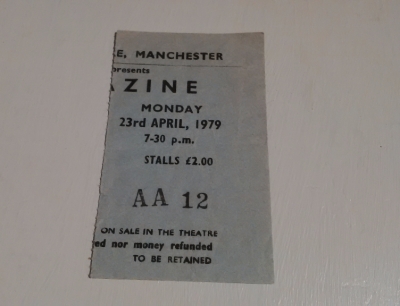 E, MANCHESTER
presents
AZINE
MONDAY
23rd APRIL, 1979
7-30 p.m.
STALLS £2.00
AA 12
ON SALE IN THE THEATRE
ed nor money refunded
TO BE RETAINED